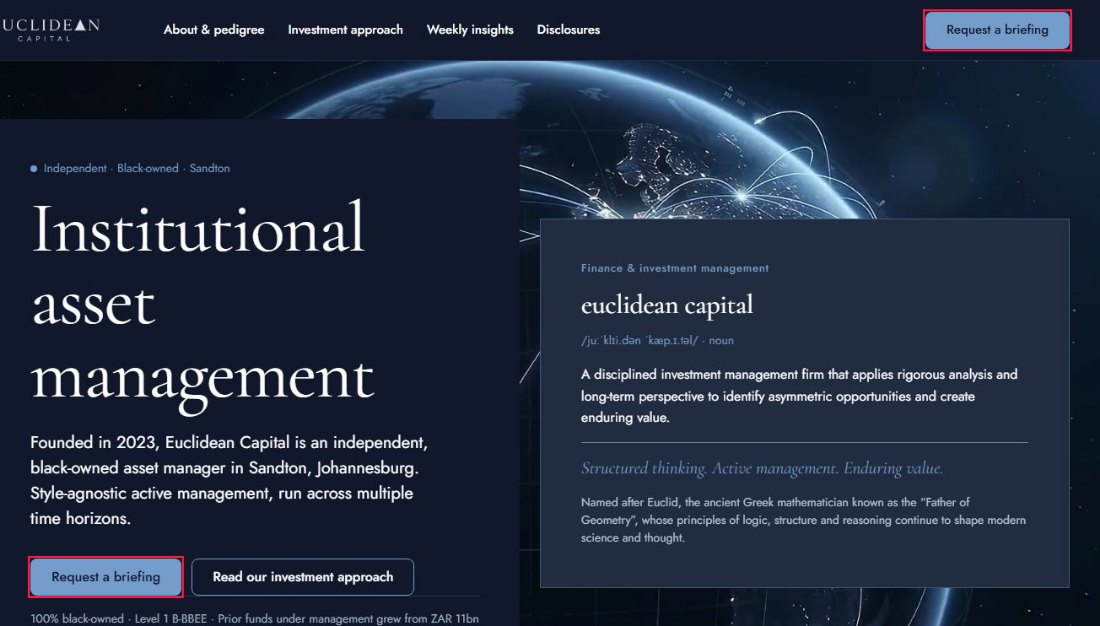 UCLIDEAN
CAPITAL
About & pedigree
Investment approach
Weekly insights
Disclosures
Request a briefing
Independent · Black-owned · Sandton
Institutional
asset
management
Founded in 2023, Euclidean Capital is an independent,
black-owned asset manager in Sandton, Johannesburg.
Style-agnostic active management, run across multiple
time horizons.
Request a briefing
Read our investment approach
100% black-owned · Level 1 B-BBEE · Prior funds under management grew from ZAR 11bn
Finance & investment management
euclidean capital
/juːˈklɪi.dən ˈkæp.ɪ.təl/ · noun
A disciplined investment management firm that applies rigorous analysis and
long-term perspective to identify asymmetric opportunities and create
enduring value.
Structured thinking. Active management. Enduring value.
Named after Euclid, the ancient Greek mathematician known as the “Father of
Geometry”, whose principles of logic, structure and reasoning continue to shape modern
science and thought.